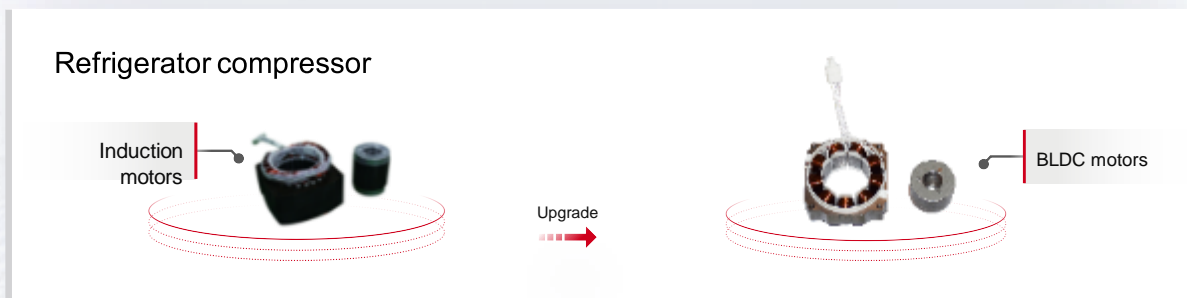 Refrigerator compressor
Induction
motors
Upgrade
BLDC motors